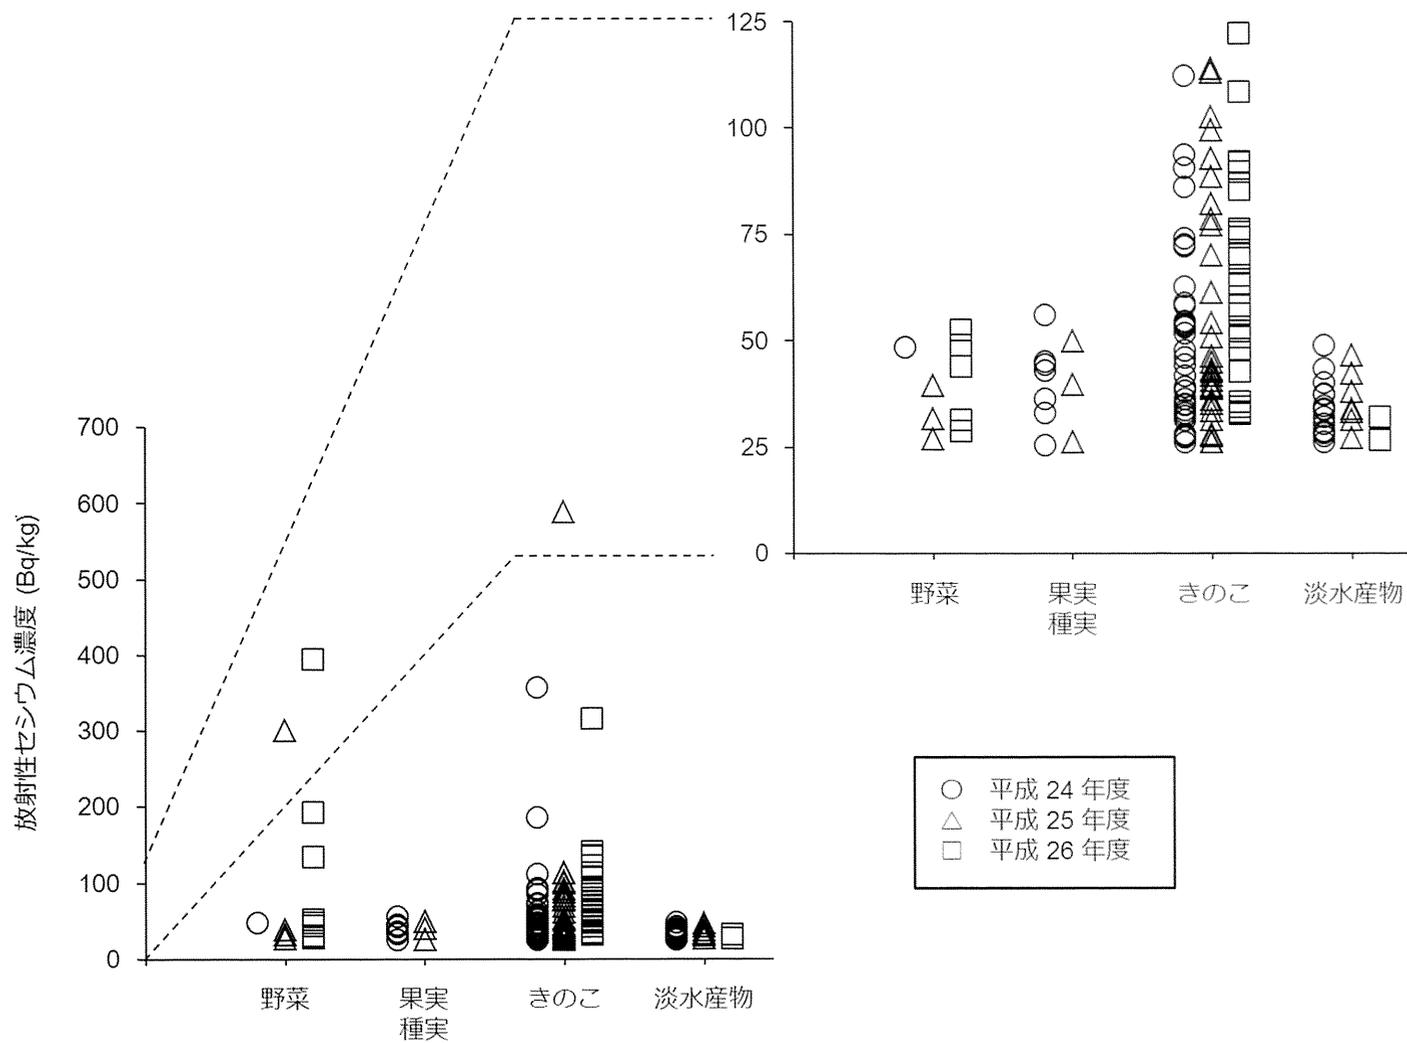 125
100
75
50
25
0
野菜
果実
種実
きのこ
淡水産物
放射性セシウム濃度 (Bq/kg)
700
600
500
400
300
200
100
0
野菜
果実
種実
きのこ
淡水産物
平成 24 年度
平成 25 年度
平成 26 年度